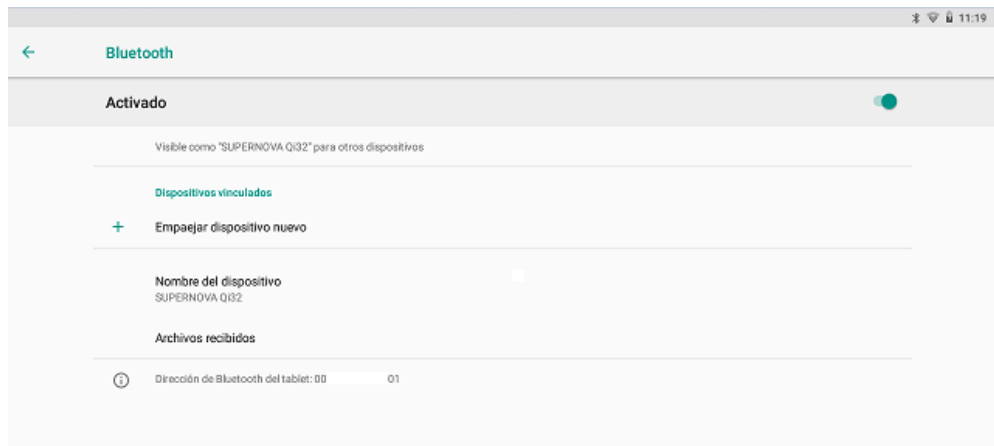 11:19
Bluetooth
Activado
Visible como "SUPERNOVA Qi32" para otros dispositivos
Dispositivos vinculados
+ Empaejar dispositivo nuevo
Nombre del dispositivo
SUPERNOVA Qi32
Archivos recibidos
Dirección de Bluetooth del tablet: 00 01